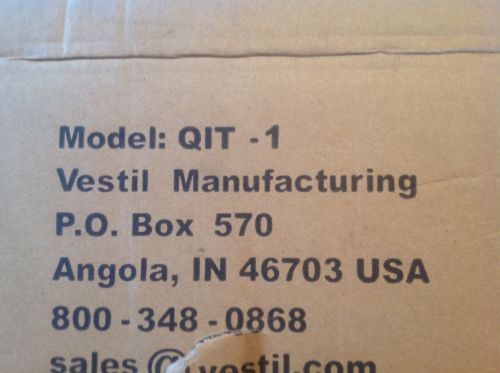 Model: QIT -1
Vestil Manufacturing
P.O. Box 570
Angola, IN 46703 USA
800-348-0868
sales@vestil.com